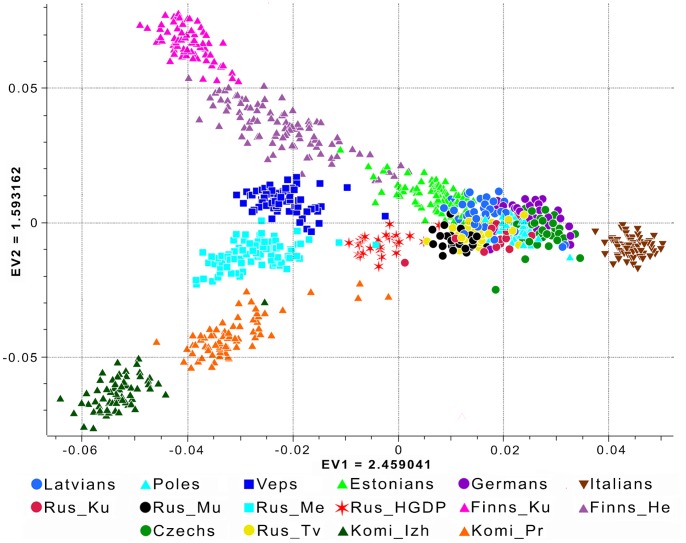 0.05
0
-0.05
EV2 = 1.593162
-0.06 -0.04 -0.02 0 0.02 0.04
EV1 = 2.459041
Latvians Poles Veps Estonians Germans Italians
Rus_Ku Rus_Mu Rus_Me Rus_HGDP Finns_Ku Finns_He
Czechs Rus_Tv Komi_Izh Komi_Pr